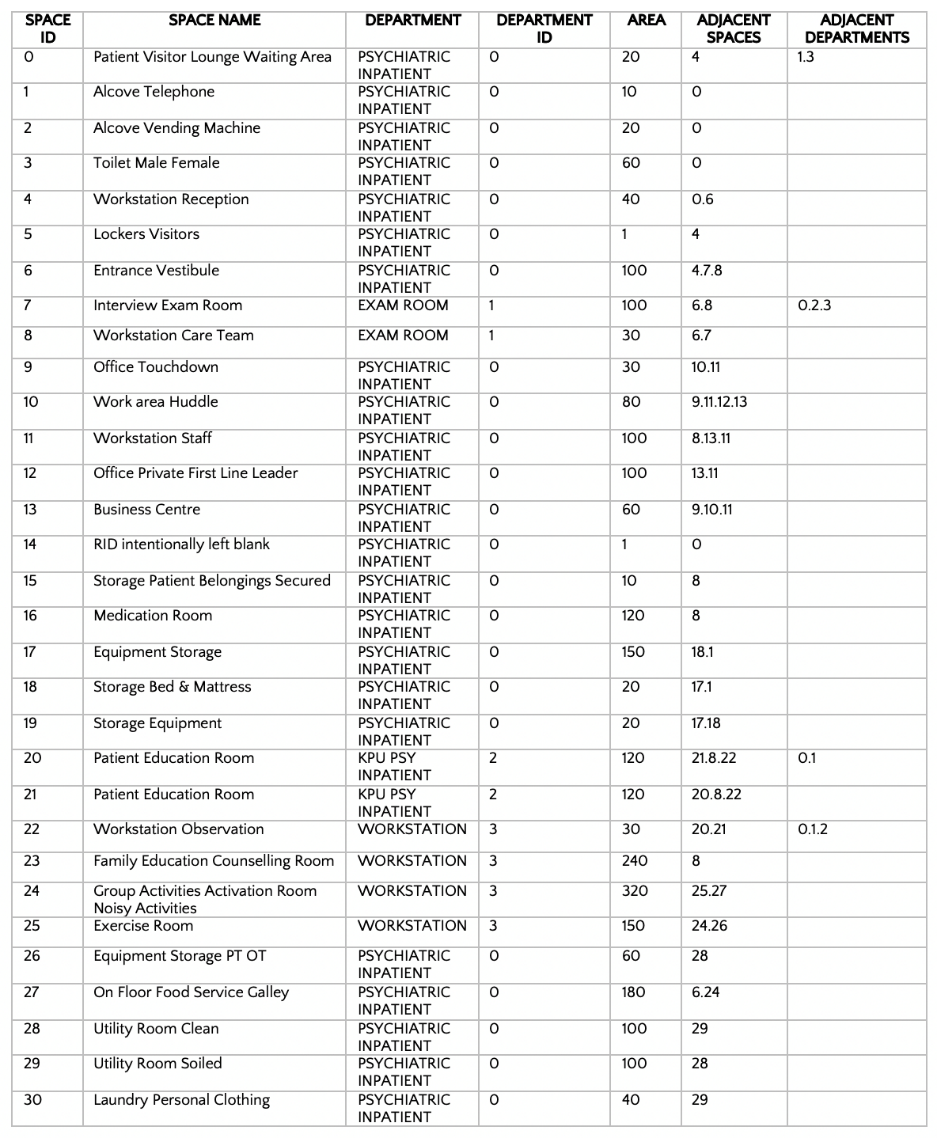 SPACE ID | SPACE NAME | DEPARTMENT | DEPARTMENT ID | AREA | ADJACENT SPACES | ADJACENT DEPARTMENTS
0 | Patient Visitor Lounge Waiting Area | PSYCHIATRIC INPATIENT | 0 | 20 | 4 | 1.3
1 | Alcove Telephone | PSYCHIATRIC INPATIENT | 0 | 10 | 0 |
2 | Alcove Vending Machine | PSYCHIATRIC INPATIENT | 0 | 20 | 0 |
3 | Toilet Male Female | PSYCHIATRIC INPATIENT | 0 | 60 | 0 |
4 | Workstation Reception | PSYCHIATRIC INPATIENT | 0 | 40 | 0.6 |
5 | Lockers Visitors | PSYCHIATRIC INPATIENT | 0 | 1 | 4 |
6 | Entrance Vestibule | PSYCHIATRIC INPATIENT | 0 | 100 | 4.7.8 |
7 | Interview Exam Room | EXAM ROOM | 1 | 100 | 6.8 | 0.2.3
8 | Workstation Care Team | EXAM ROOM | 1 | 30 | 6.7 |
9 | Office Touchdown | PSYCHIATRIC INPATIENT | 0 | 30 | 10.11 |
10 | Work area Huddle | PSYCHIATRIC INPATIENT | 0 | 80 | 9.11.12.13 |
11 | Workstation Staff | PSYCHIATRIC INPATIENT | 0 | 100 | 8.13.11 |
12 | Office Private First Line Leader | PSYCHIATRIC INPATIENT | 0 | 100 | 13.11 |
13 | Business Centre | PSYCHIATRIC INPATIENT | 0 | 60 | 9.10.11 |
14 | RID intentionally left blank | PSYCHIATRIC INPATIENT | 0 | 1 | 0 |
15 | Storage Patient Belongings Secured | PSYCHIATRIC INPATIENT | 0 | 10 | 8 |
16 | Medication Room | PSYCHIATRIC INPATIENT | 0 | 120 | 8 |
17 | Equipment Storage | PSYCHIATRIC INPATIENT | 0 | 150 | 18.1 |
18 | Storage Bed & Mattress | PSYCHIATRIC INPATIENT | 0 | 20 | 17.1 |
19 | Storage Equipment | PSYCHIATRIC INPATIENT | 0 | 20 | 17.18 |
20 | Patient Education Room | KPU PSY INPATIENT | 2 | 120 | 21.8.22 | 0.1
21 | Patient Education Room | KPU PSY INPATIENT | 2 | 120 | 20.8.22 |
22 | Workstation Observation | WORKSTATION | 3 | 30 | 20.21 | 0.1.2
23 | Family Education Counselling Room | WORKSTATION | 3 | 240 | 8 |
24 | Group Activities Activation Room Noisy Activities | WORKSTATION | 3 | 320 | 25.27 |
25 | Exercise Room | WORKSTATION | 3 | 150 | 24.26 |
26 | Equipment Storage PT OT | PSYCHIATRIC INPATIENT | 0 | 60 | 28 |
27 | On Floor Food Service Galley | PSYCHIATRIC INPATIENT | 0 | 180 | 6.24 |
28 | Utility Room Clean | PSYCHIATRIC INPATIENT | 0 | 100 | 29 |
29 | Utility Room Soiled | PSYCHIATRIC INPATIENT | 0 | 100 | 28 |
30 | Laundry Personal Clothing | PSYCHIATRIC INPATIENT | 0 | 40 | 29 |